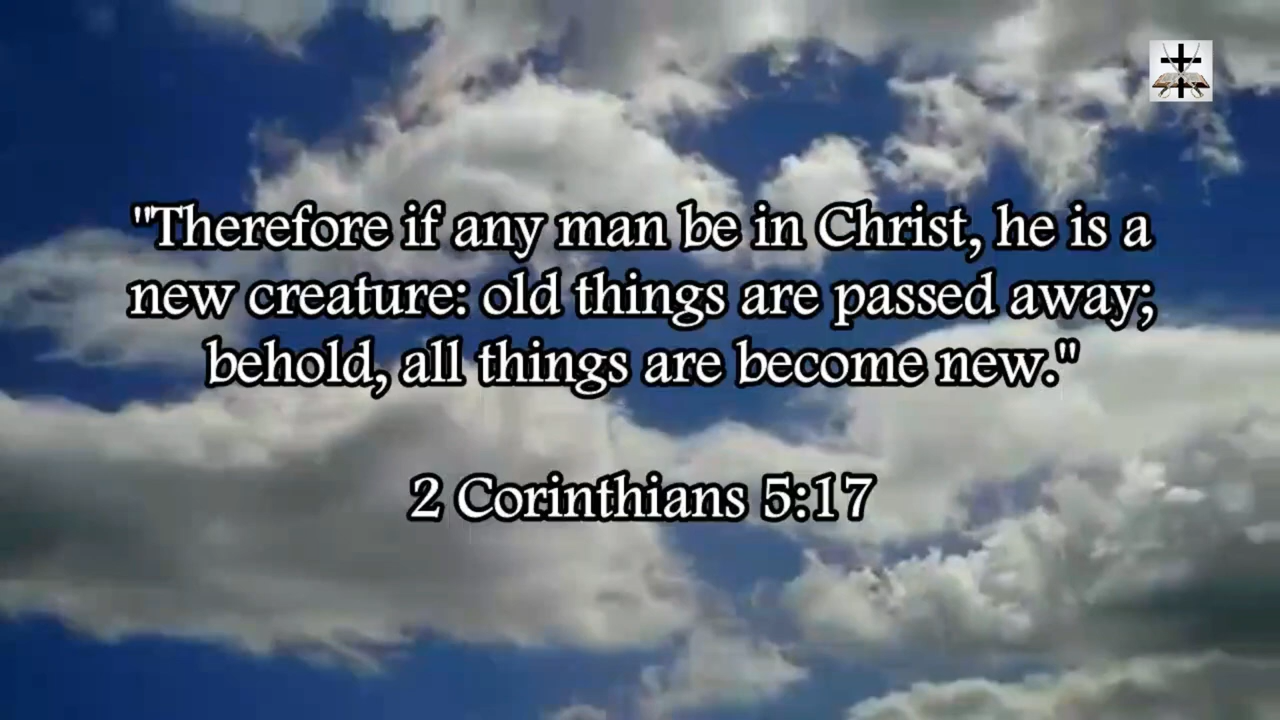 "Therefore if any man be in Christ, he is a
new creature: old things are passed away;
behold, all things are become new."
2 Corinthians 5:17